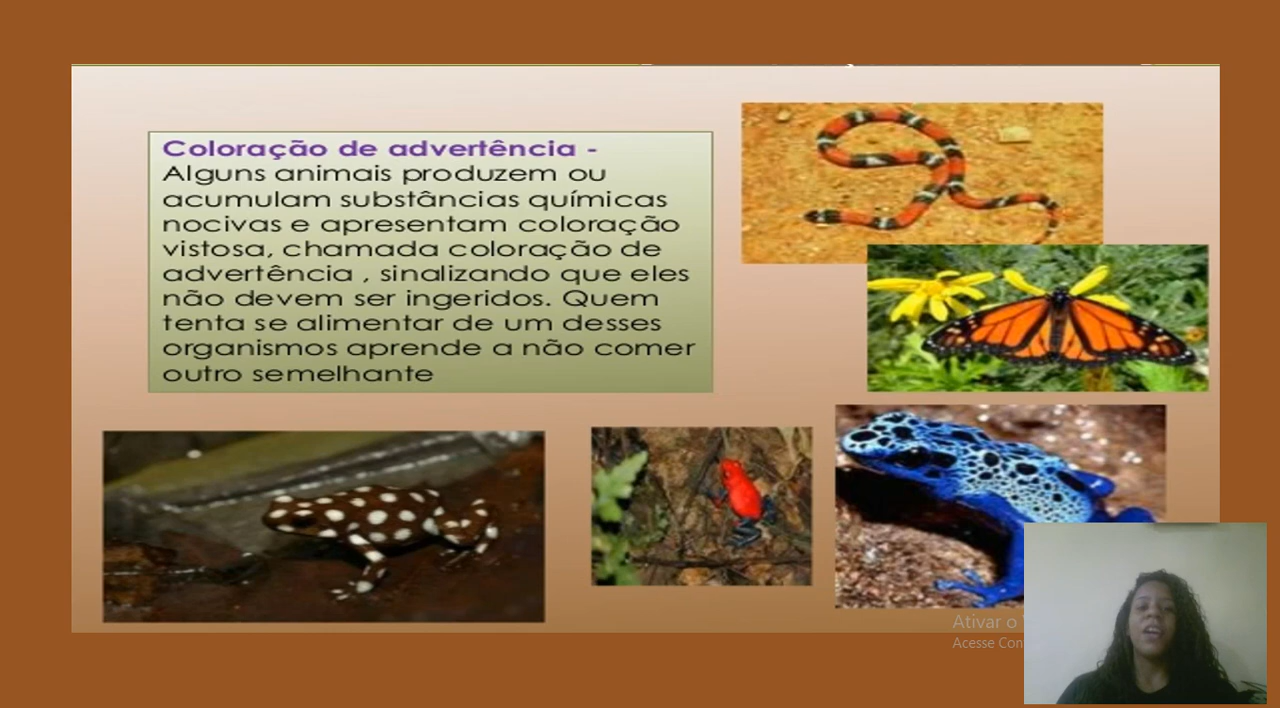 Coloração de advertência -
Alguns animais produzem ou
acumulam substâncias químicas
nocivas e apresentam coloração
vistosa, chamada coloração de
advertência , sinalizando que eles
não devem ser ingeridos. Quem
tenta se alimentar de um desses
organismos aprende a não comer
outro semelhante
Ativar o
Acesse